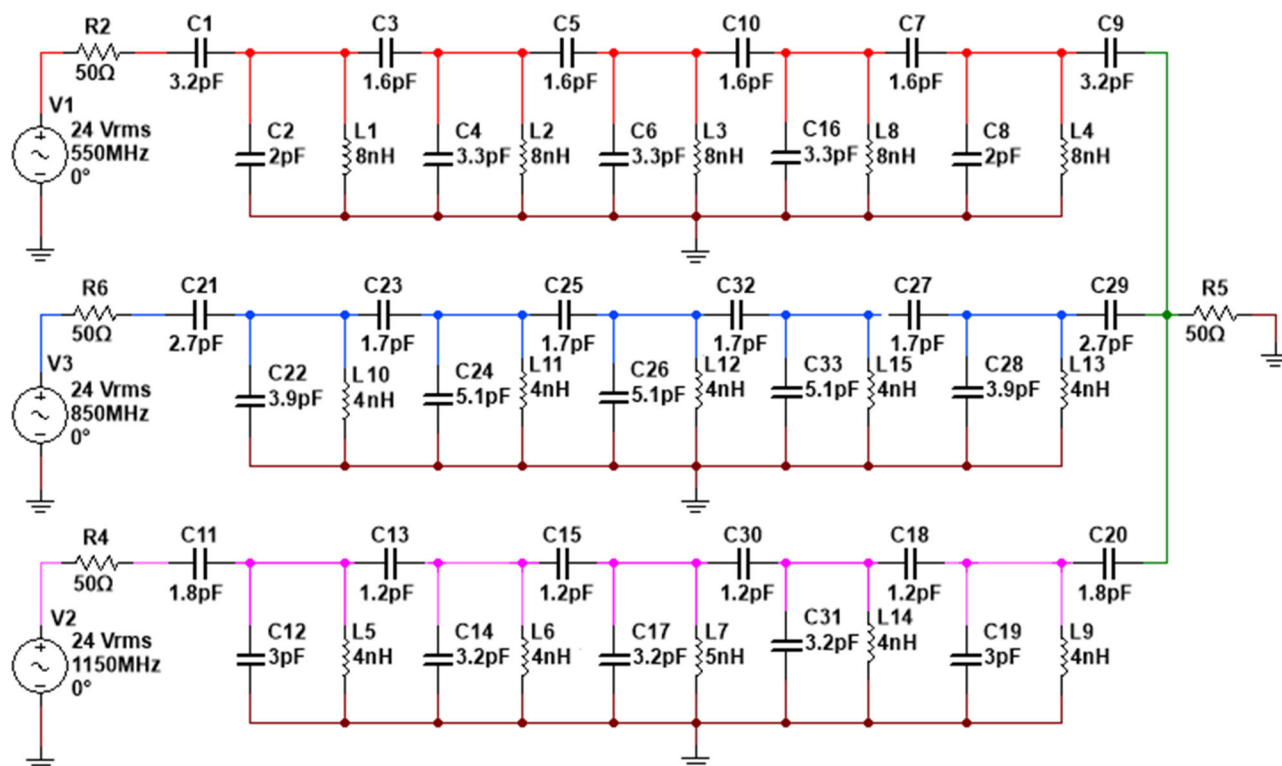 R2 C1 C3 C5 C10 C7 C9
50Ω 3.2pF 1.6pF 1.6pF 1.6pF 1.6pF 3.2pF
V1
24 Vrms
550MHz
0°
C2 L1 C4 L2 C6 L3 C16 L8 C8 L4
2pF 8nH 3.3pF 8nH 3.3pF 8nH 3.3pF 8nH 2pF 8nH
R6 C21 C23 C25 C32 C27 C29 R5
50Ω 2.7pF 1.7pF 1.7pF 1.7pF 1.7pF 2.7pF 50Ω
V3
24 Vrms
850MHz
0°
C22 L10 C24 L11 C26 L12 C33 L15 C28 L13
3.9pF 4nH 5.1pF 4nH 5.1pF 4nH 5.1pF 4nH 3.9pF 4nH
R4 C11 C13 C15 C30 C18 C20
50Ω 1.8pF 1.2pF 1.2pF 1.2pF 1.2pF 1.8pF
V2
24 Vrms
1150MHz
0°
C12 L5 C14 L6 C17 L7 C31 L14 C19 L9
3pF 4nH 3.2pF 4nH 3.2pF 5nH 3.2pF 4nH 3pF 4nH